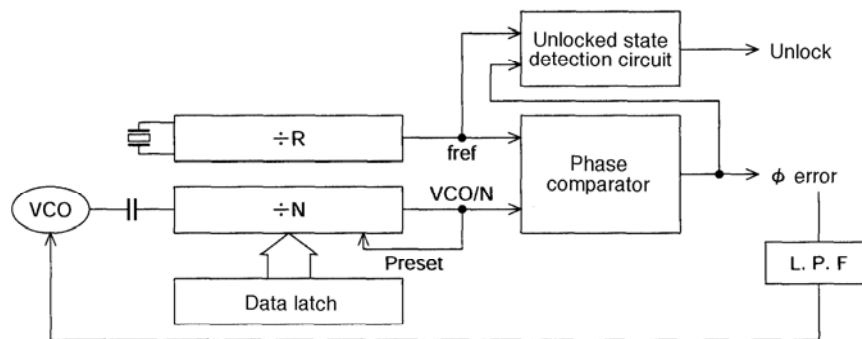 Unlocked state
detection circuit
Unlock
÷R
fref
Phase
comparator
φ error
VCO
÷N
VCO/N
Preset
Data latch
L. P. F